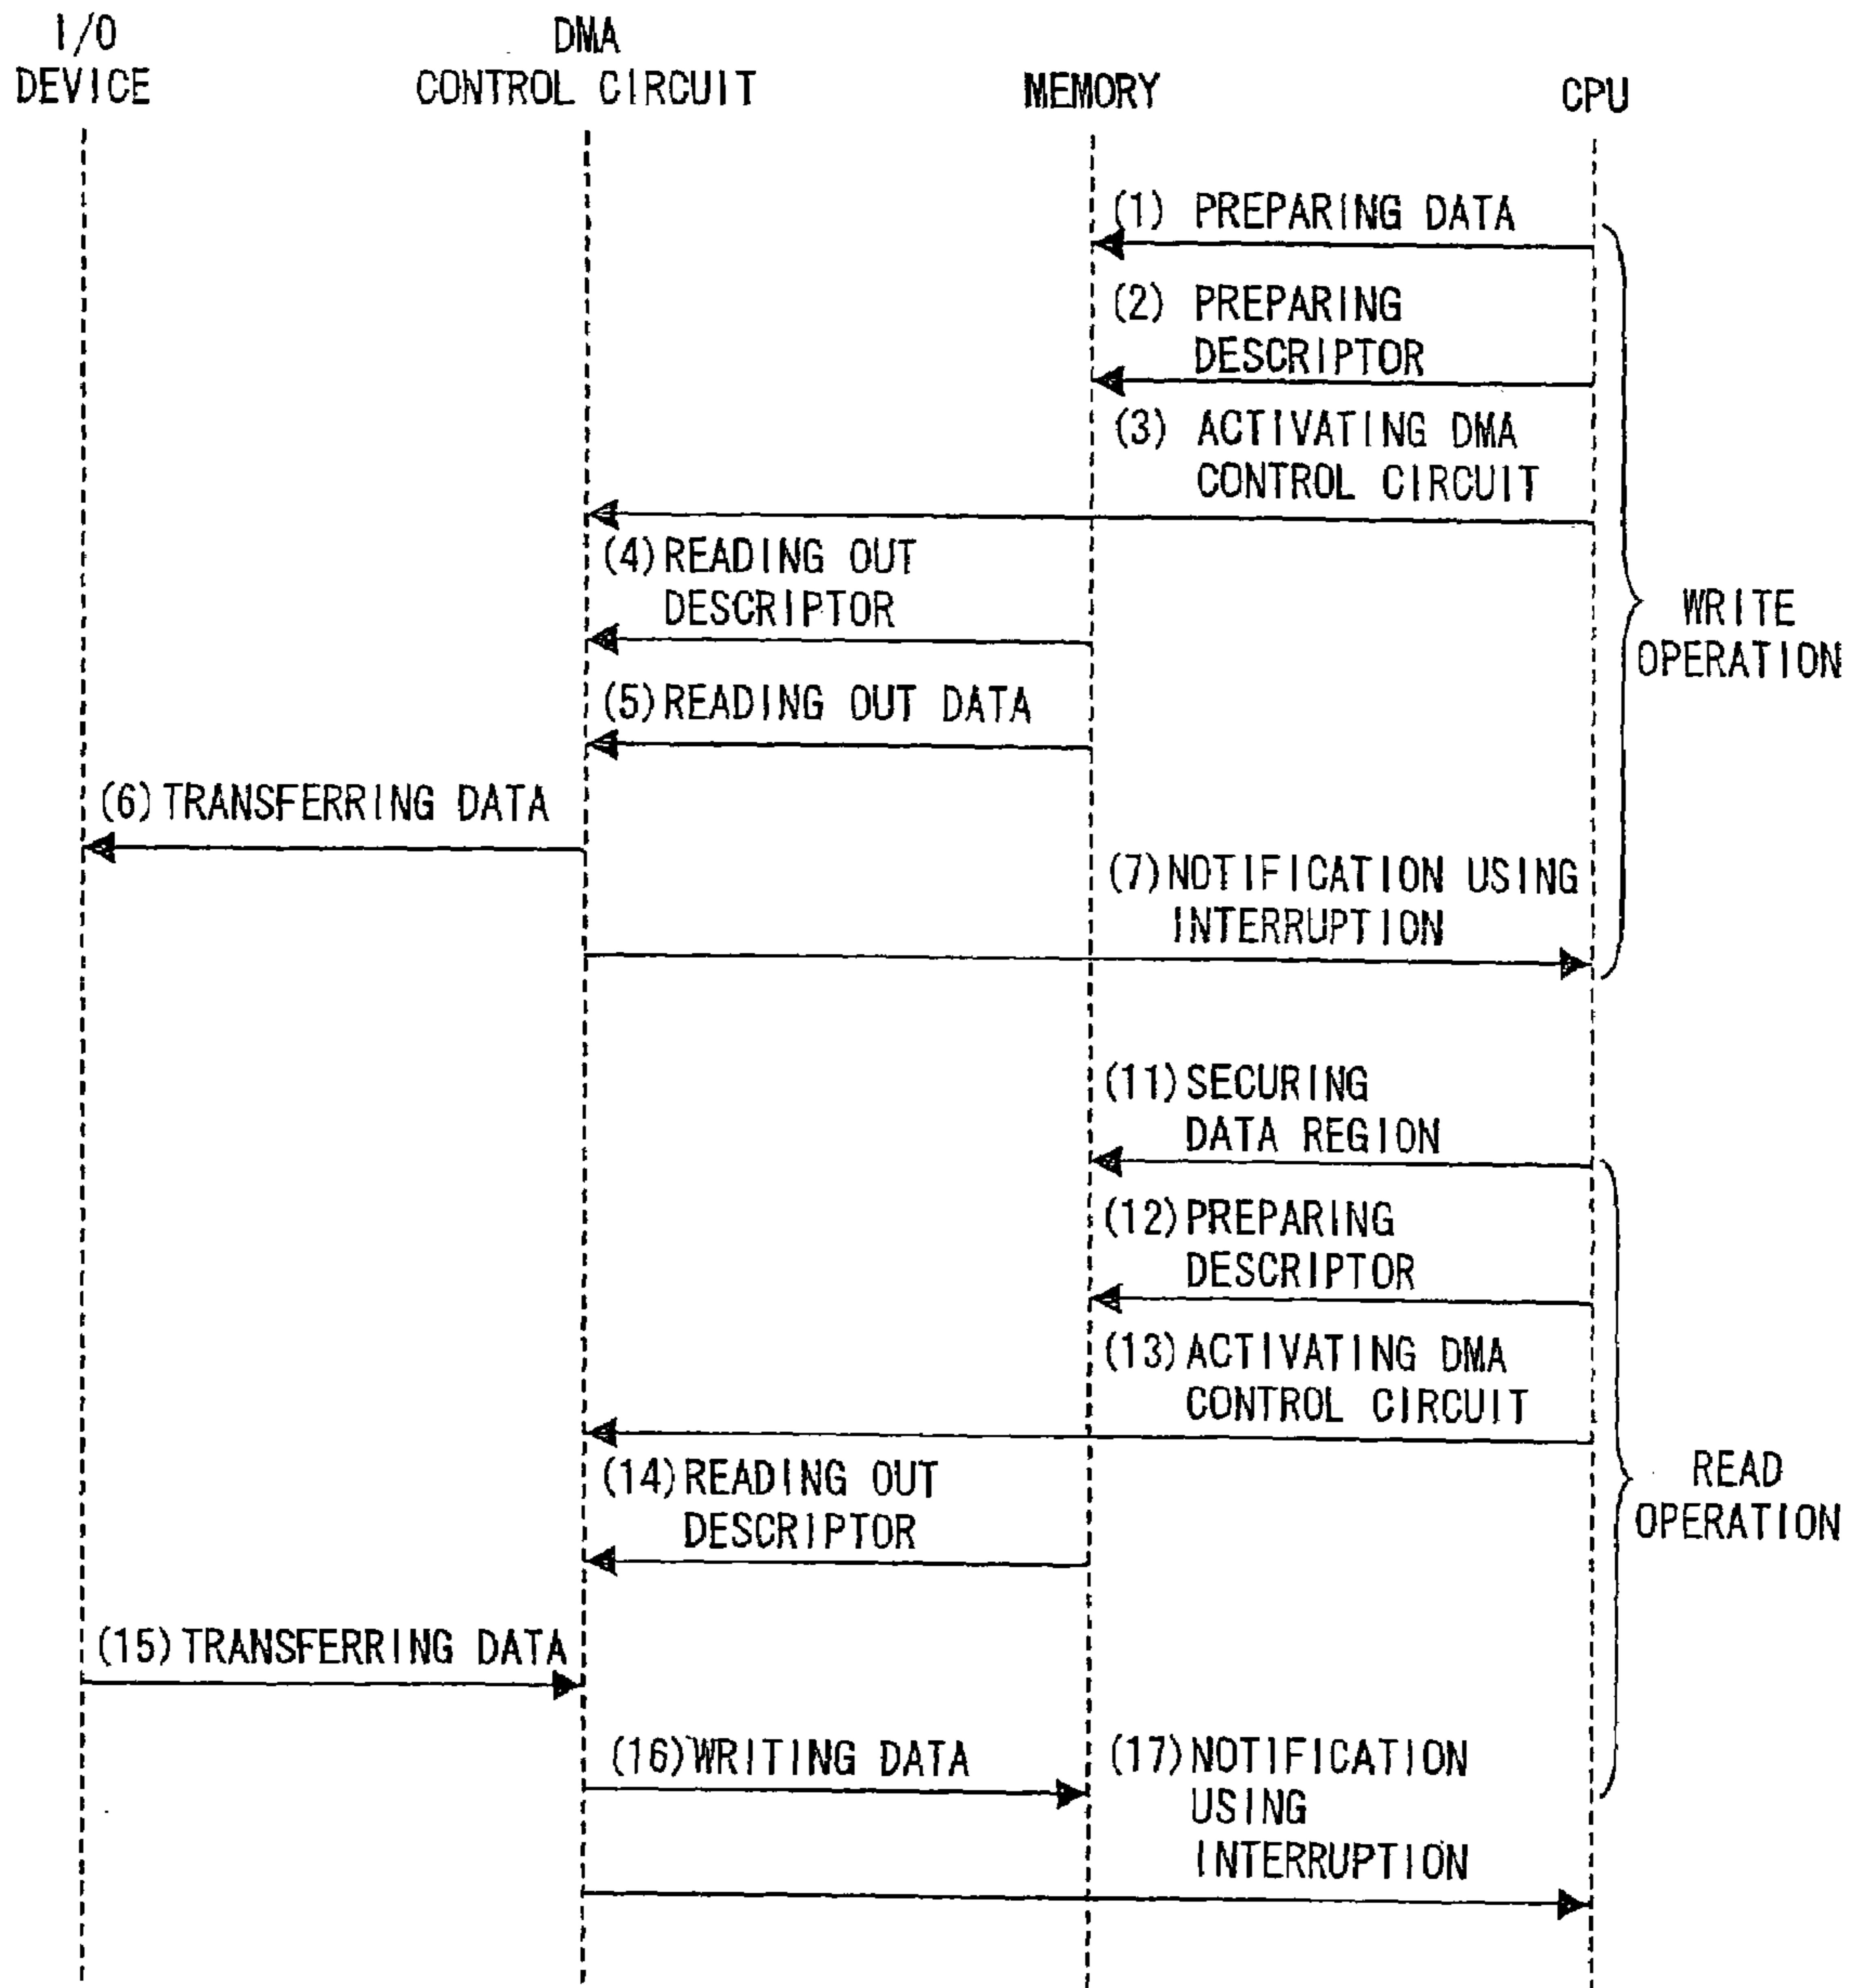 I/O
DEVICE
DMA
CONTROL CIRCUIT
MEMORY
CPU
(1) PREPARING DATA
(2) PREPARING
DESCRIPTOR
(3) ACTIVATING DMA
CONTROL CIRCUIT
(4) READING OUT
DESCRIPTOR
WRITE
OPERATION
(5) READING OUT DATA
(6) TRANSFERRING DATA
(7) NOTIFICATION USING
INTERRUPTION
(11) SECURING
DATA REGION
(12) PREPARING
DESCRIPTOR
(13) ACTIVATING DMA
CONTROL CIRCUIT
(14) READING OUT
DESCRIPTOR
READ
OPERATION
(15) TRANSFERRING DATA
(16) WRITING DATA
(17) NOTIFICATION
USING
INTERRUPTION